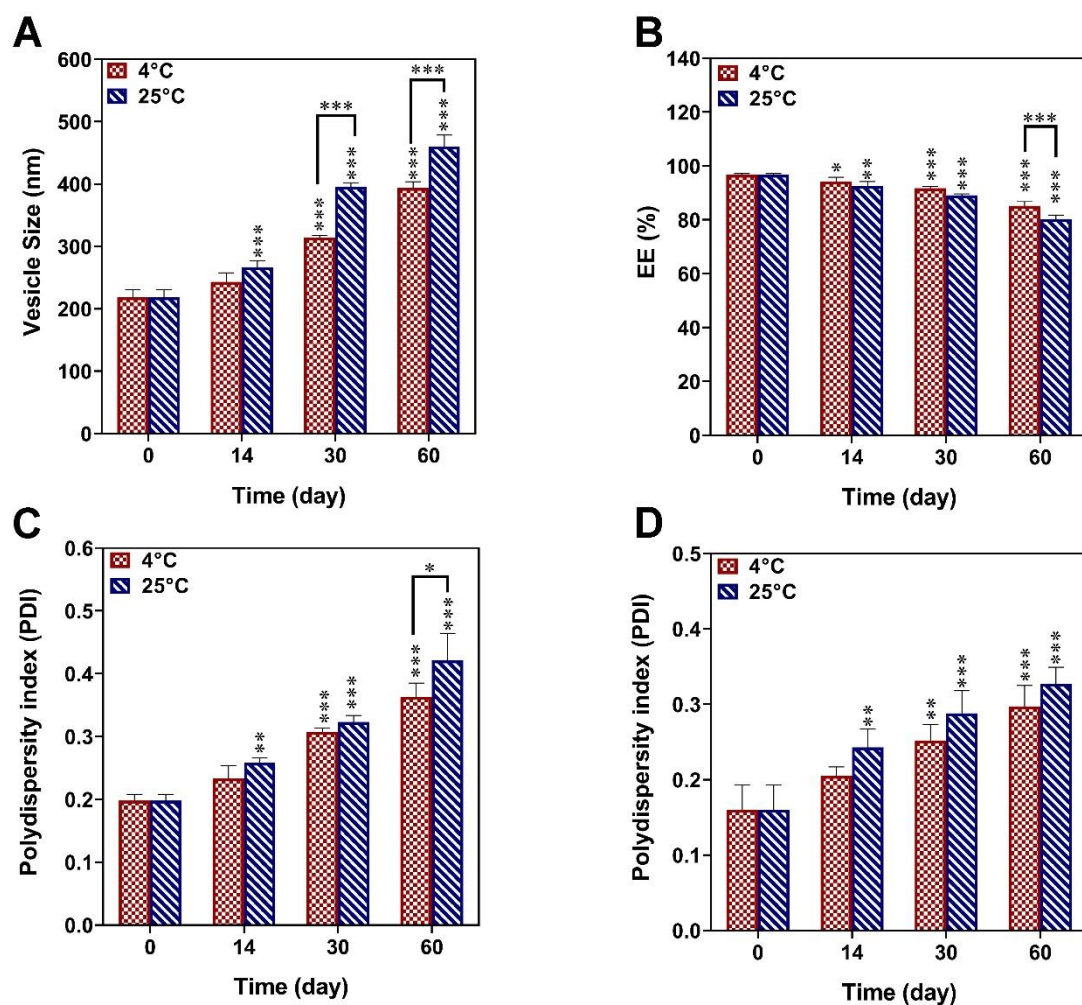 A
600
500
400
300
200
100
0
Vesicle Size (nm)
4°C
25°C
***
***
***
***
***
***
***
0 14 30 60
Time (day)
B
140
120
100
80
60
40
20
0
EE (%)
4°C
25°C
***
*
**
***
***
***
***
0 14 30 60
Time (day)
C
0.6
0.5
0.4
0.3
0.2
0.1
0.0
Polydispersity index (PDI)
4°C
25°C
*
**
***
***
***
***
0 14 30 60
Time (day)
D
0.5
0.4
0.3
0.2
0.1
0.0
Polydispersity index (PDI)
4°C
25°C
**
**
***
***
***
0 14 30 60
Time (day)